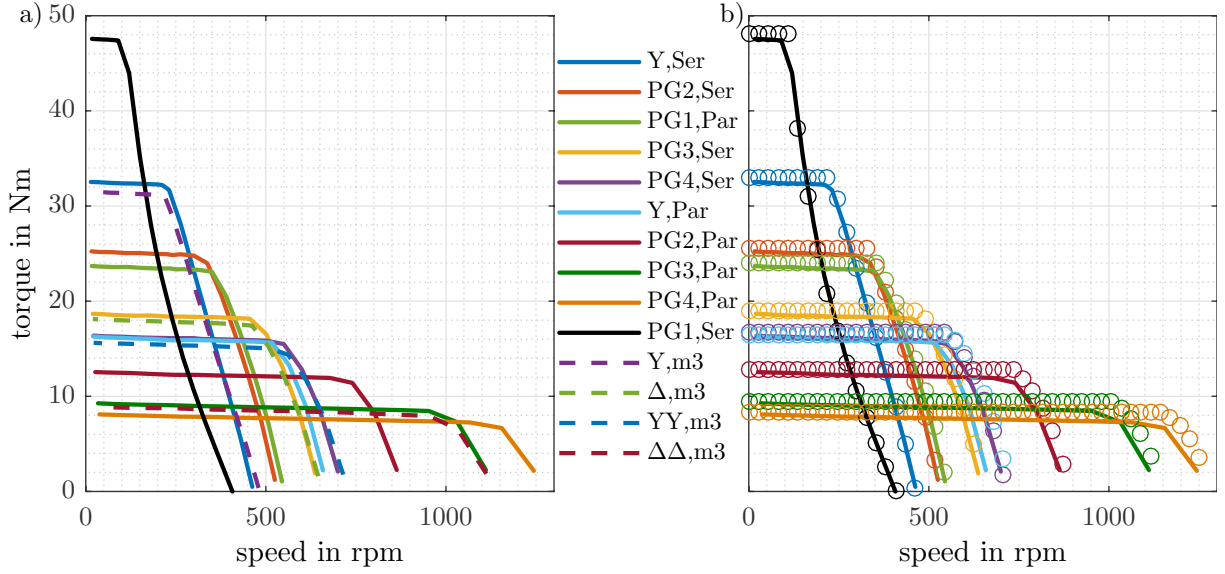 a)
50
40
30
20
10
0
torque in Nm
0
500
1000
speed in rpm
Y,Ser
PG2,Ser
PG1,Par
PG3,Ser
PG4,Ser
Y,Par
PG2,Par
PG3,Par
PG4,Par
PG1,Ser
Y,m3
Δ,m3
YY,m3
ΔΔ,m3
b)
0
500
1000
speed in rpm